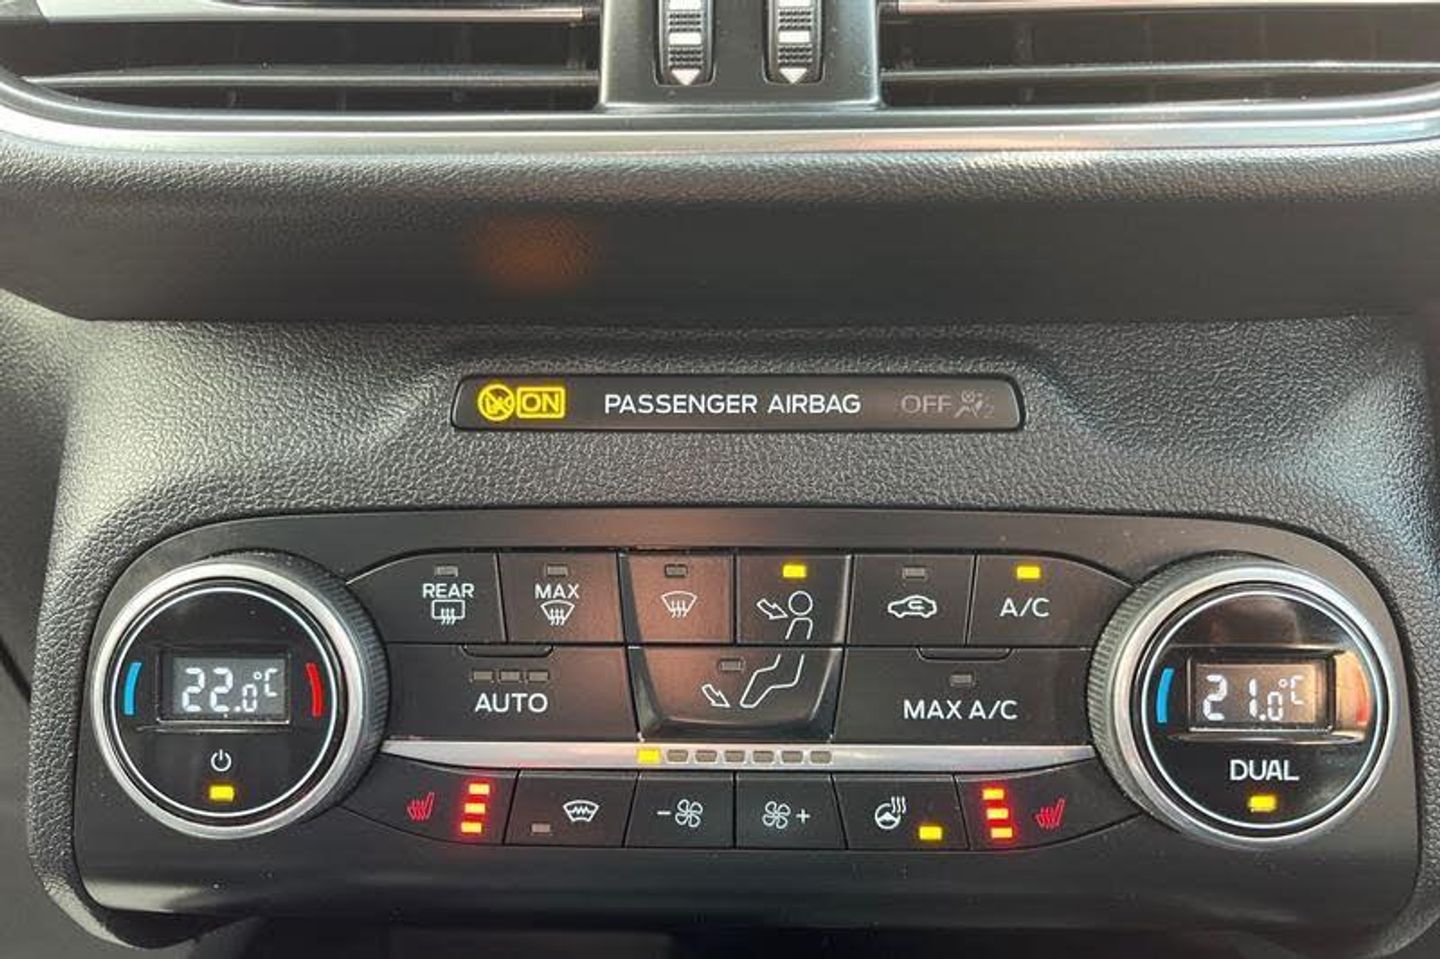 ON PASSENGER AIRBAG OFF
REAR
MAX
A/C
22.0°C
AUTO
MAX A/C
21.0°C
DUAL
-
+